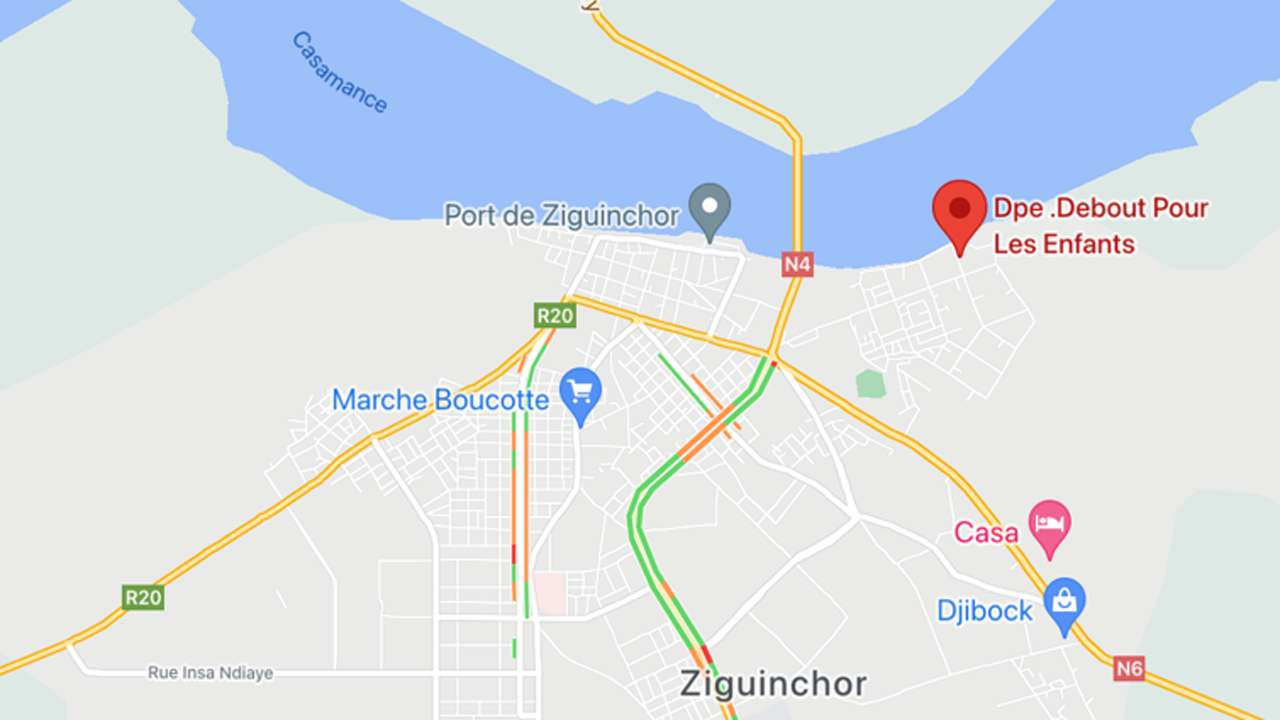 y
Casamance
Port de Ziguinchor
Dpe .Debout Pour
Les Enfants
N4
R20
Marche Boucotte
Casa
R20
Djibock
Rue Insa Ndiaye
N6
Ziguinchor